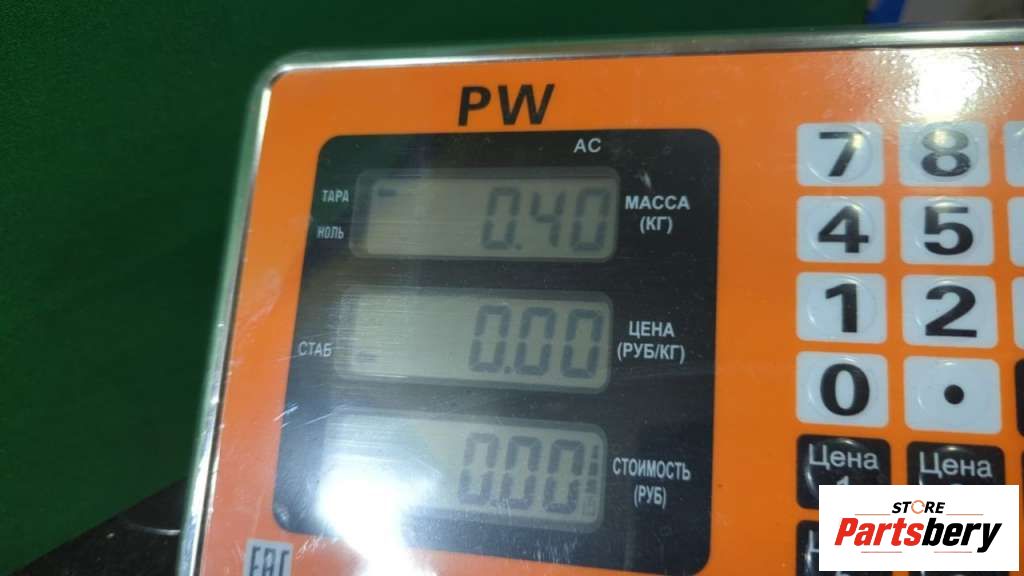 PW
AC
ТАРА
НОЛЬ
0.40
МАССА
(КГ)
7 8
4 5
1 2
0 .
СТАБ
0.00
ЦЕНА
(РУБ/КГ)
0.00
СТОИМОСТЬ
(РУБ)
Цена
Цена
EAC
STORE
Partsbery